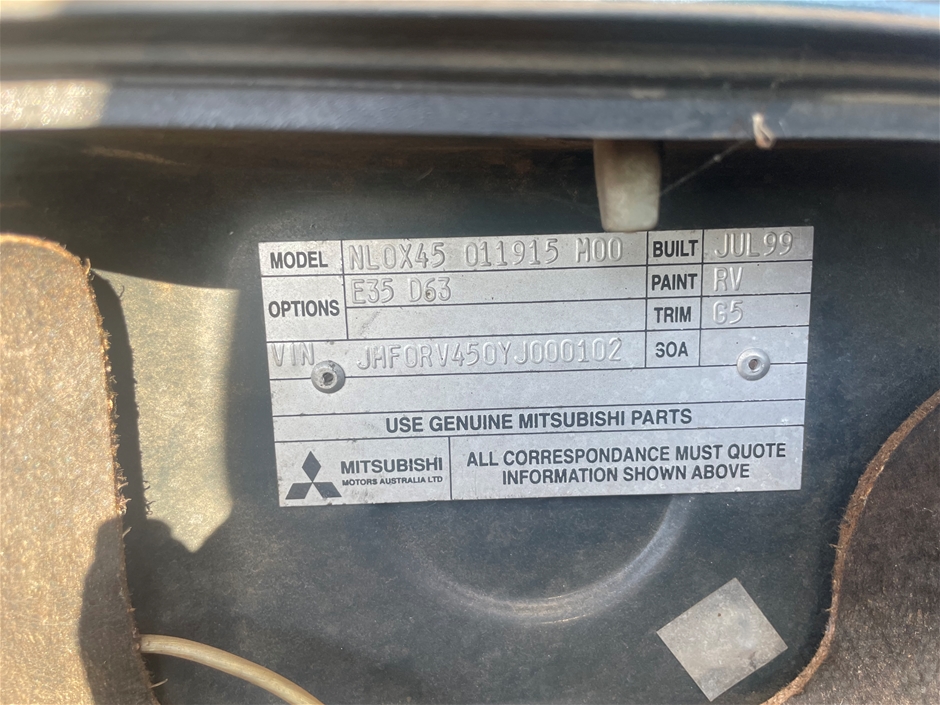 MODEL NL0X45 011915 M00 BUILT JUL99
OPTIONS E35 D63 PAINT RV
TRIM G5
VIN JMF0RV450YJ000102 SOA
USE GENUINE MITSUBISHI PARTS
MITSUBISHI
MOTORS AUSTRALIA LTD
ALL CORRESPONDANCE MUST QUOTE
INFORMATION SHOWN ABOVE